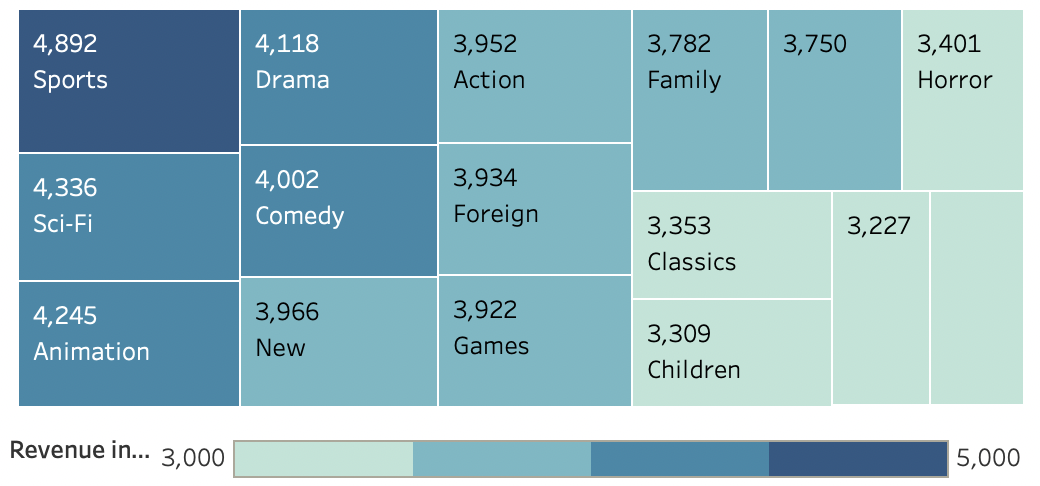 4,892
Sports
4,118
Drama
3,952
Action
3,782
Family
3,750
3,401
Horror
4,336
Sci-Fi
4,002
Comedy
3,934
Foreign
3,353
Classics
3,227
4,245
Animation
3,966
New
3,922
Games
3,309
Children
Revenue in...
3,000
5,000